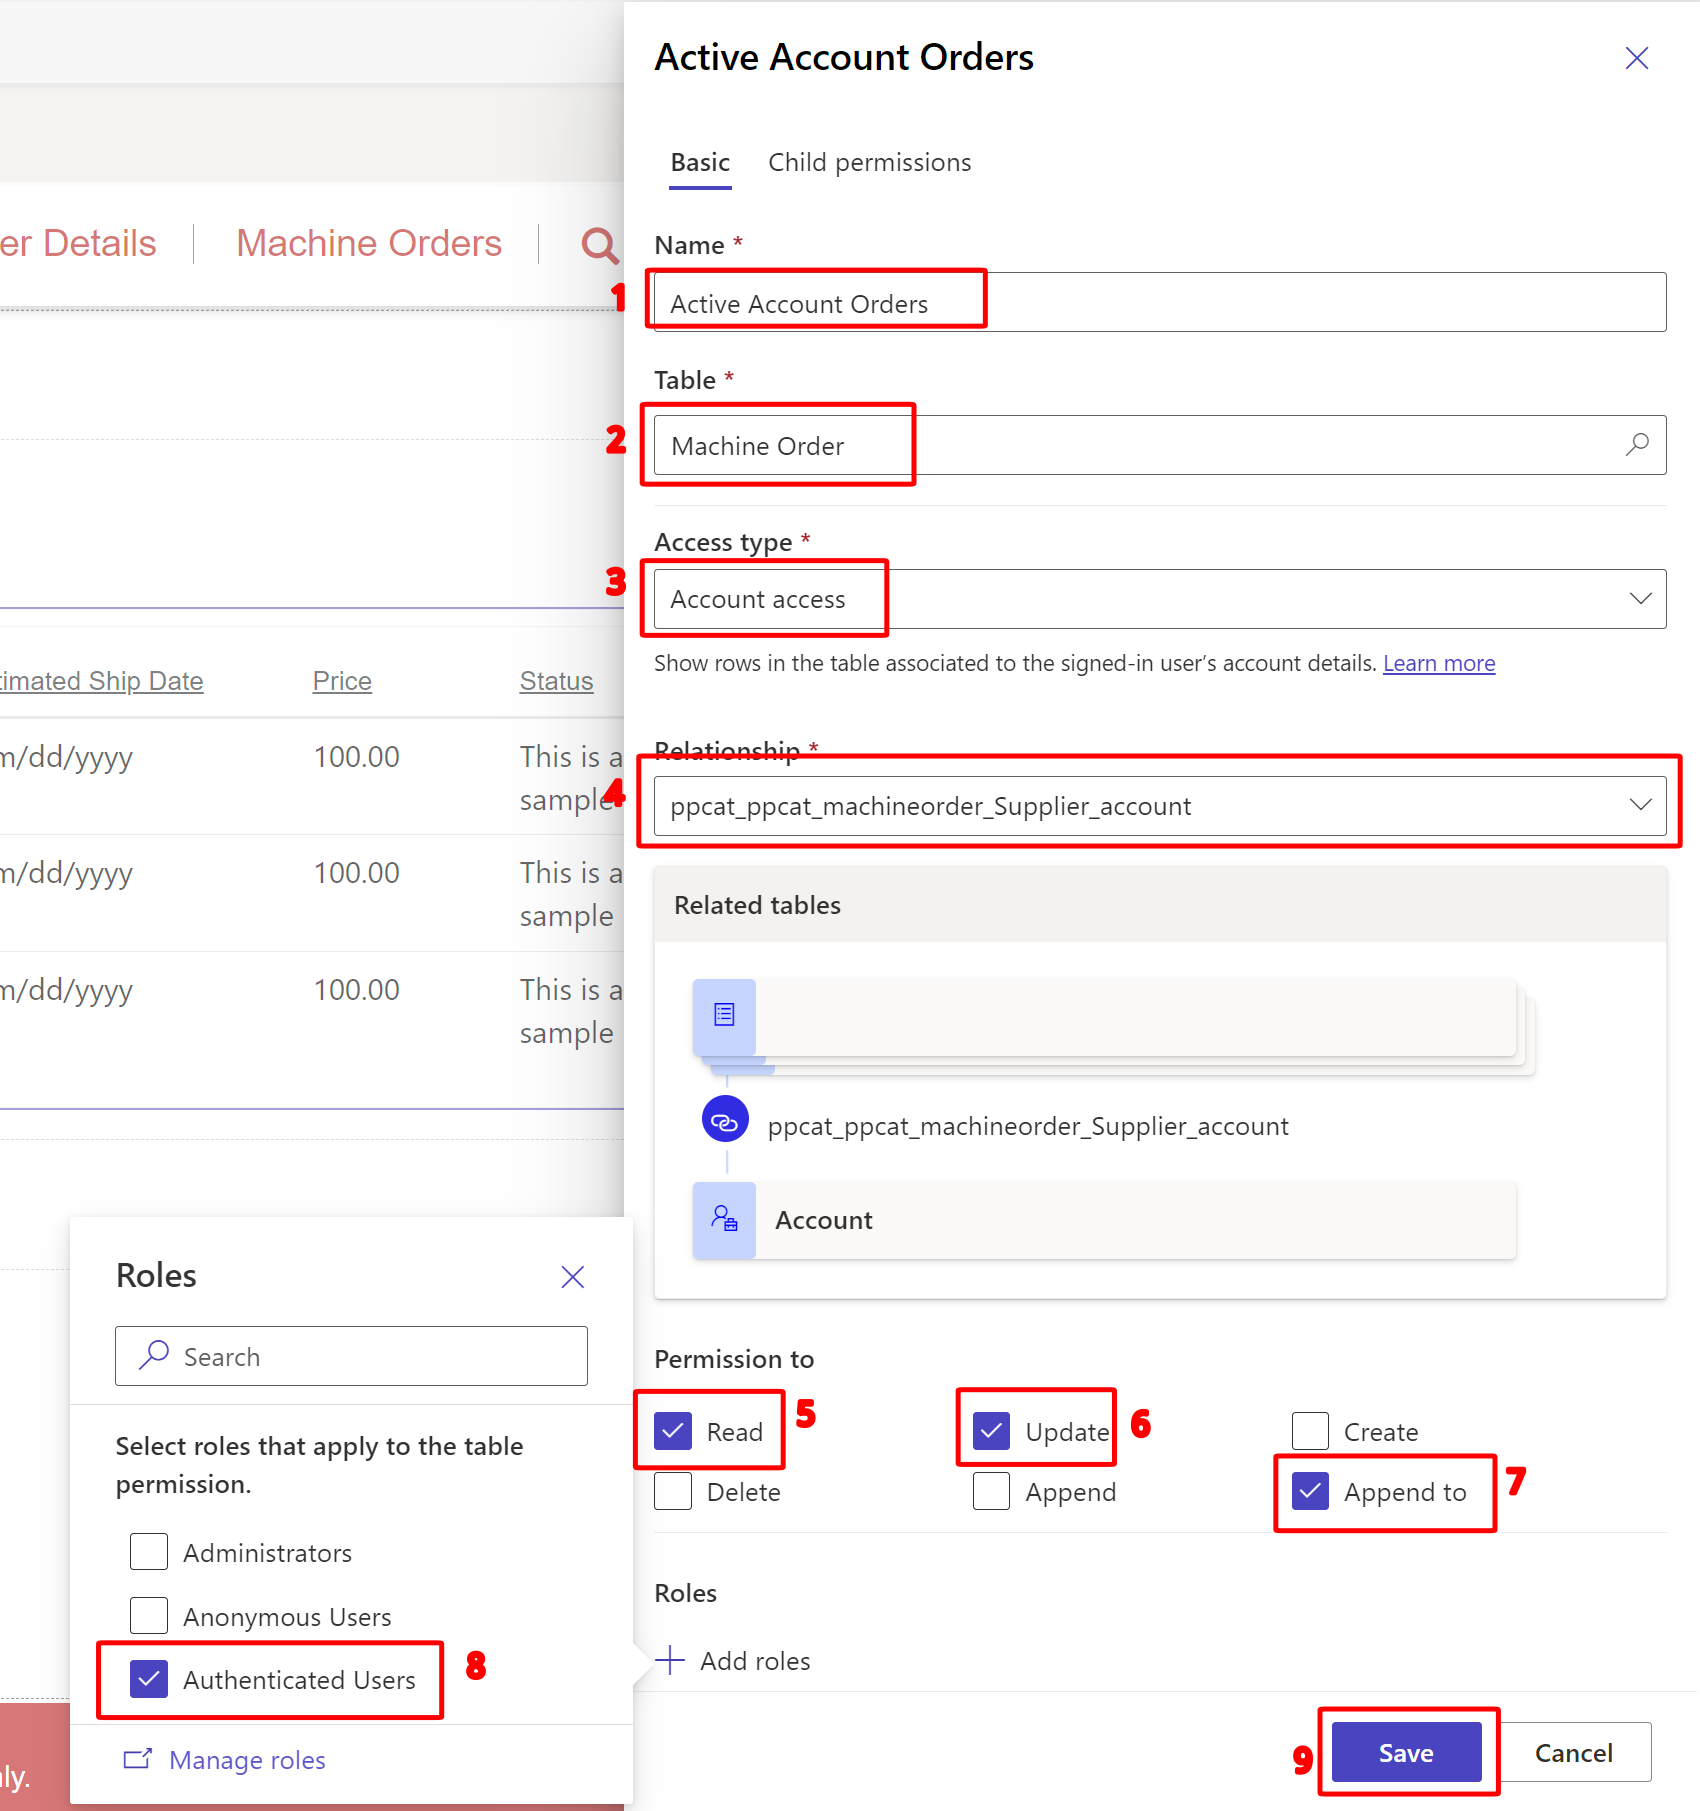 Active Account Orders
Basic
Child permissions
er Details
Machine Orders
Name *
1
Active Account Orders
Table *
2
Machine Order
Access type *
3
Account access
Show rows in the table associated to the signed-in user's account details. Learn more
Relationship *
4
ppcat_ppcat_machineorder_Supplier_account
timated Ship Date
Price
Status
m/dd/yyyy
100.00
This is a
sample
m/dd/yyyy
100.00
This is a
sample
m/dd/yyyy
100.00
This is a
sample
Related tables
ppcat_ppcat_machineorder_Supplier_account
Account
Permission to
Read
5
Update
6
Create
Delete
Append
Append to
7
Roles
Add roles
Roles
Search
Select roles that apply to the table
permission.
Administrators
Anonymous Users
Authenticated Users
8
Manage roles
ly.
9
Save
Cancel